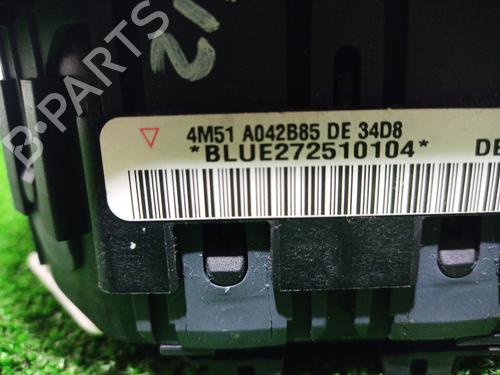 B-PARTS
4M51 A042B85 DE 34D8
*BLUE272510104* DE